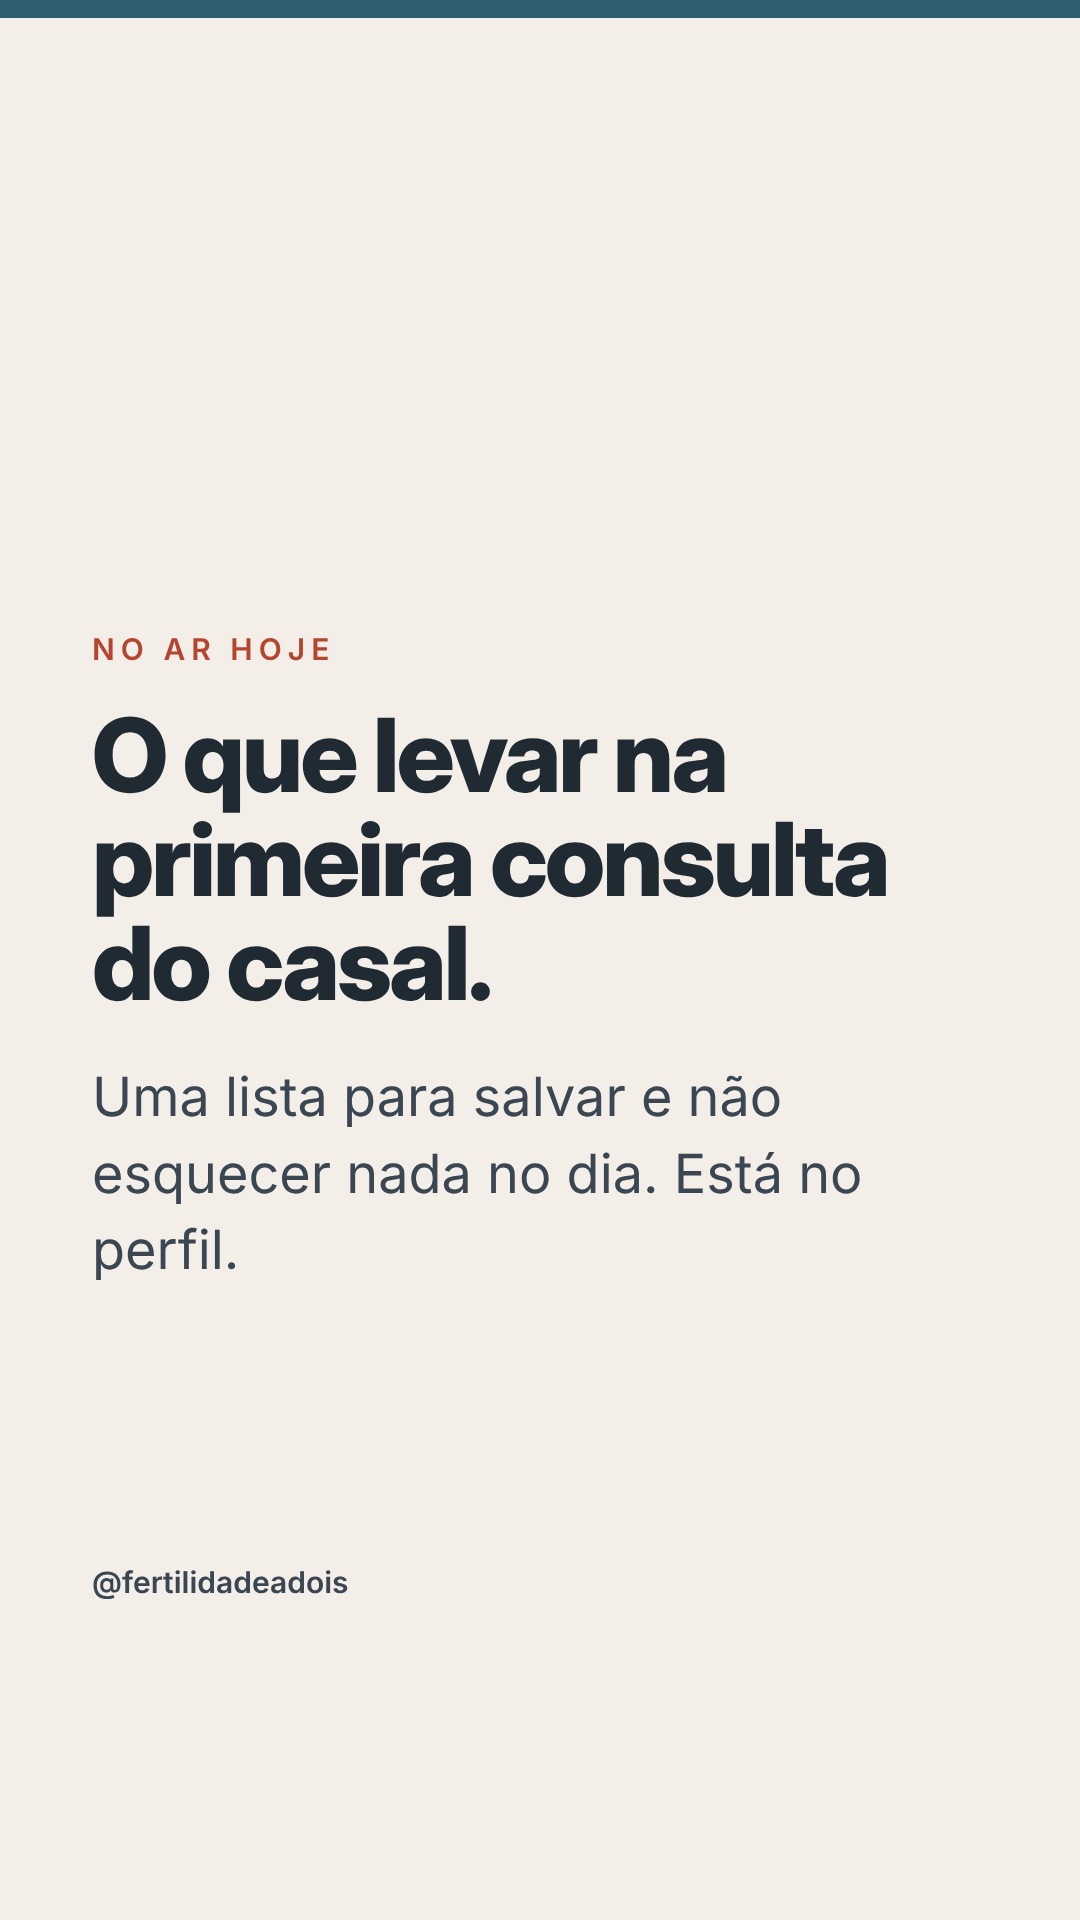 NO AR HOJE
O que levar na
primeira consulta
do casal.
Uma lista para salvar e não
esquecer nada no dia. Está no
perfil.
@fertilidadeadois